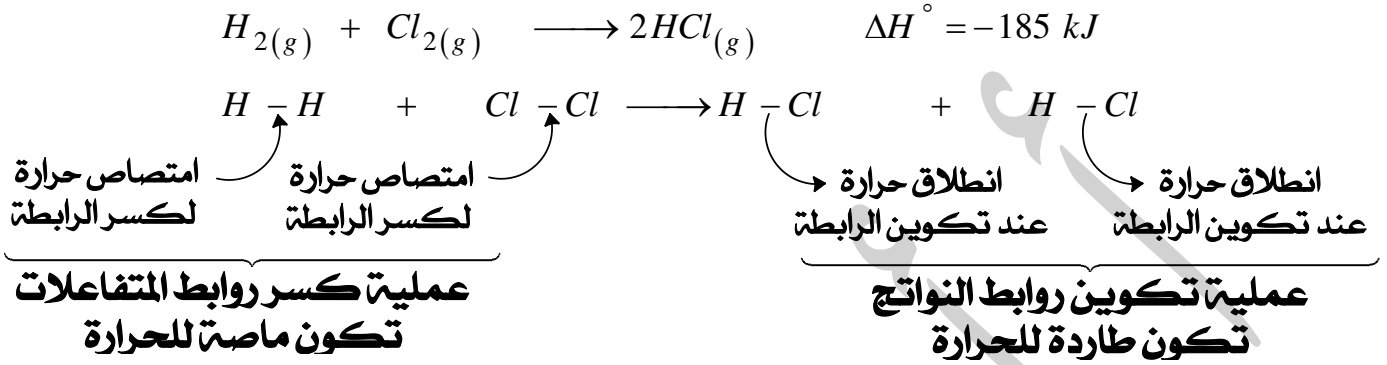 H₂(g) + Cl₂(g) ⟶ 2HCl(g) ΔH° = −185 kJ
H − H + Cl − Cl ⟶ H − Cl + H − Cl
امتصاص حرارة
لكسر الرابطة
امتصاص حرارة
لكسر الرابطة
انطلاق حرارة
عند تكوين الرابطة
انطلاق حرارة
عند تكوين الرابطة
عملية كسر روابط المتفاعلات
تكون ماصة للحرارة
عملية تكوين روابط النواتج
تكون طاردة للحرارة